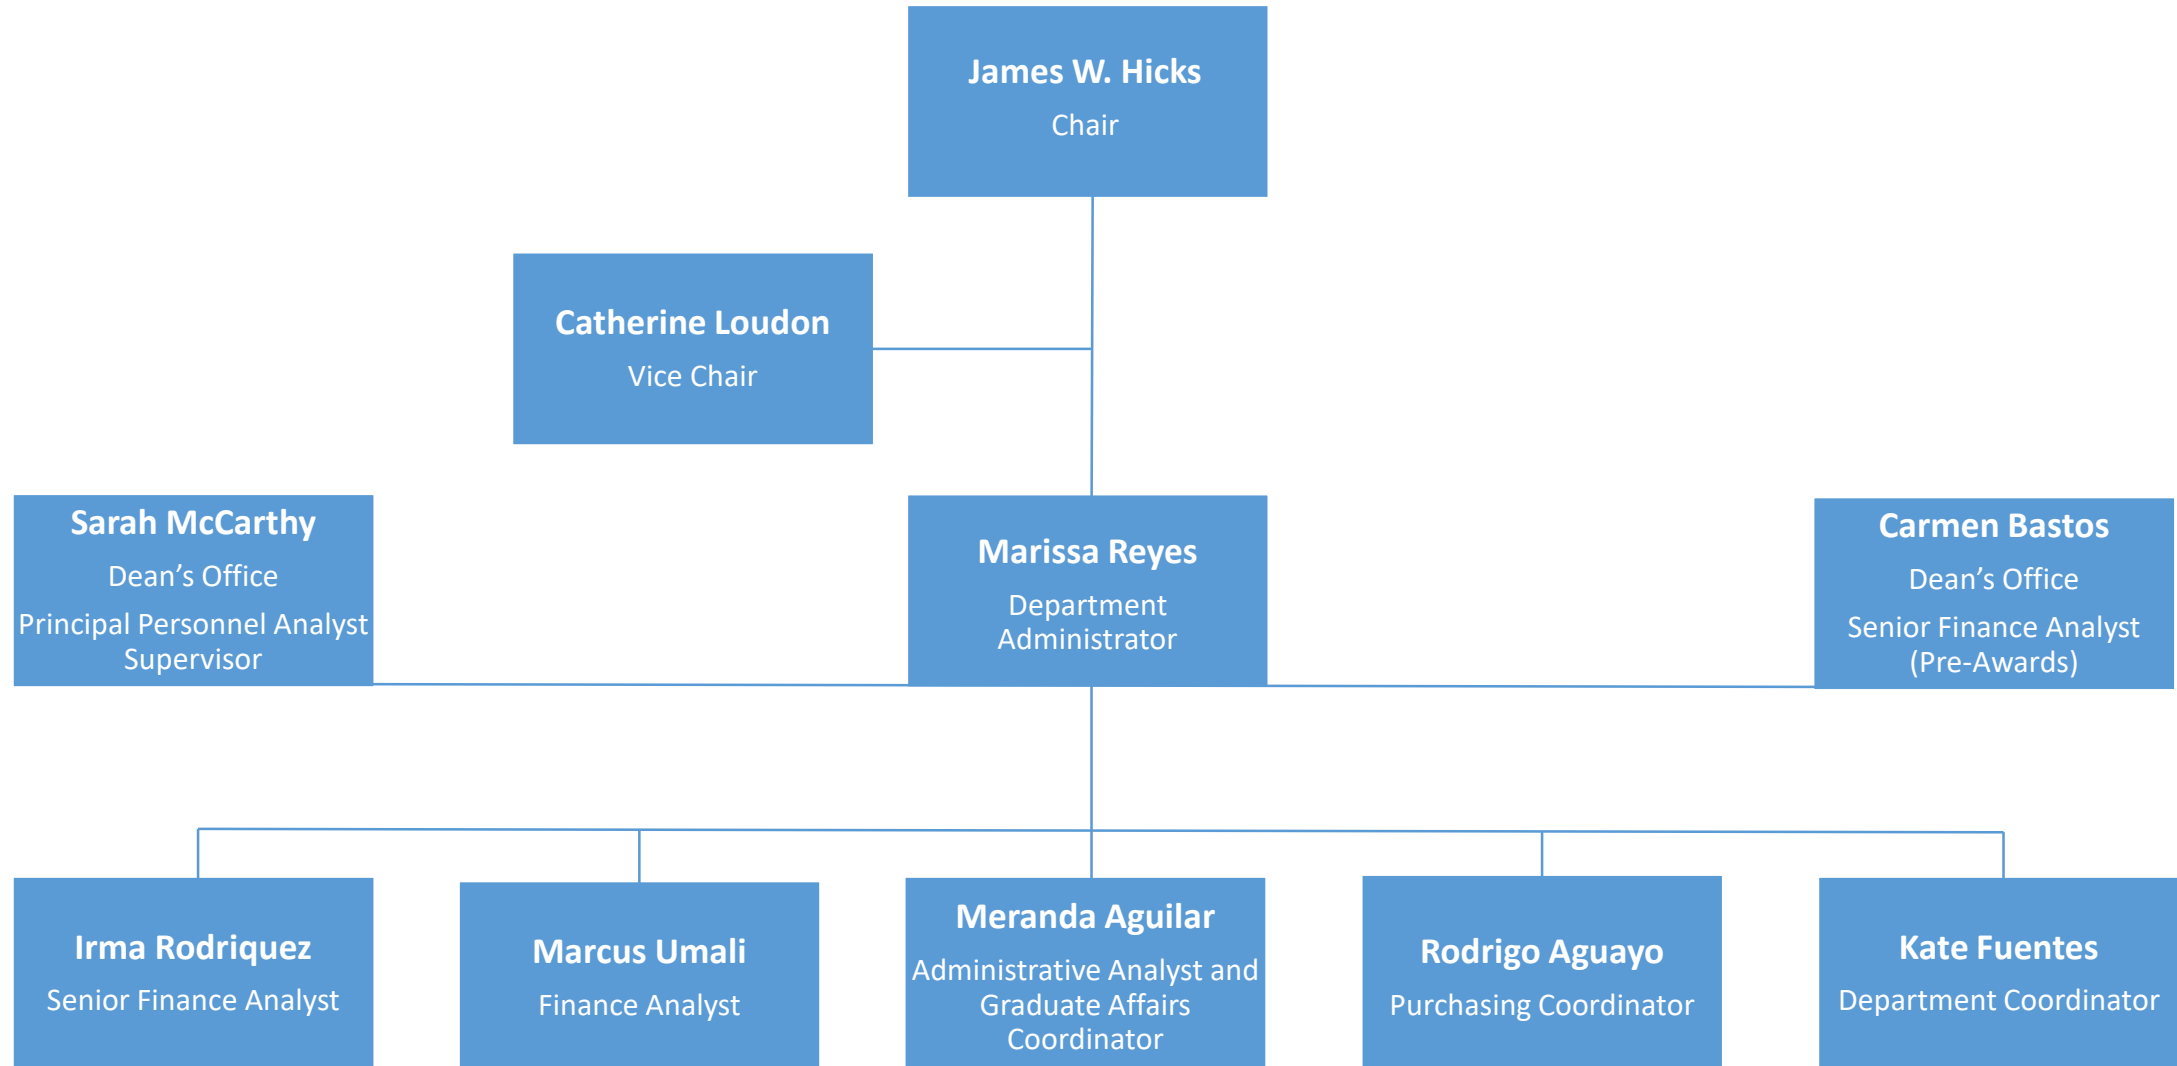 James W. Hicks
Chair
Catherine Loudon
Vice Chair
Sarah McCarthy
Dean’s Office
Principal Personnel Analyst
Supervisor
Marissa Reyes
Department
Administrator
Carmen Bastos
Dean’s Office
Senior Finance Analyst
(Pre-Awards)
Irma Rodriquez
Senior Finance Analyst
Marcus Umali
Finance Analyst
Meranda Aguilar
Administrative Analyst and
Graduate Affairs
Coordinator
Rodrigo Aguayo
Purchasing Coordinator
Kate Fuentes
Department Coordinator